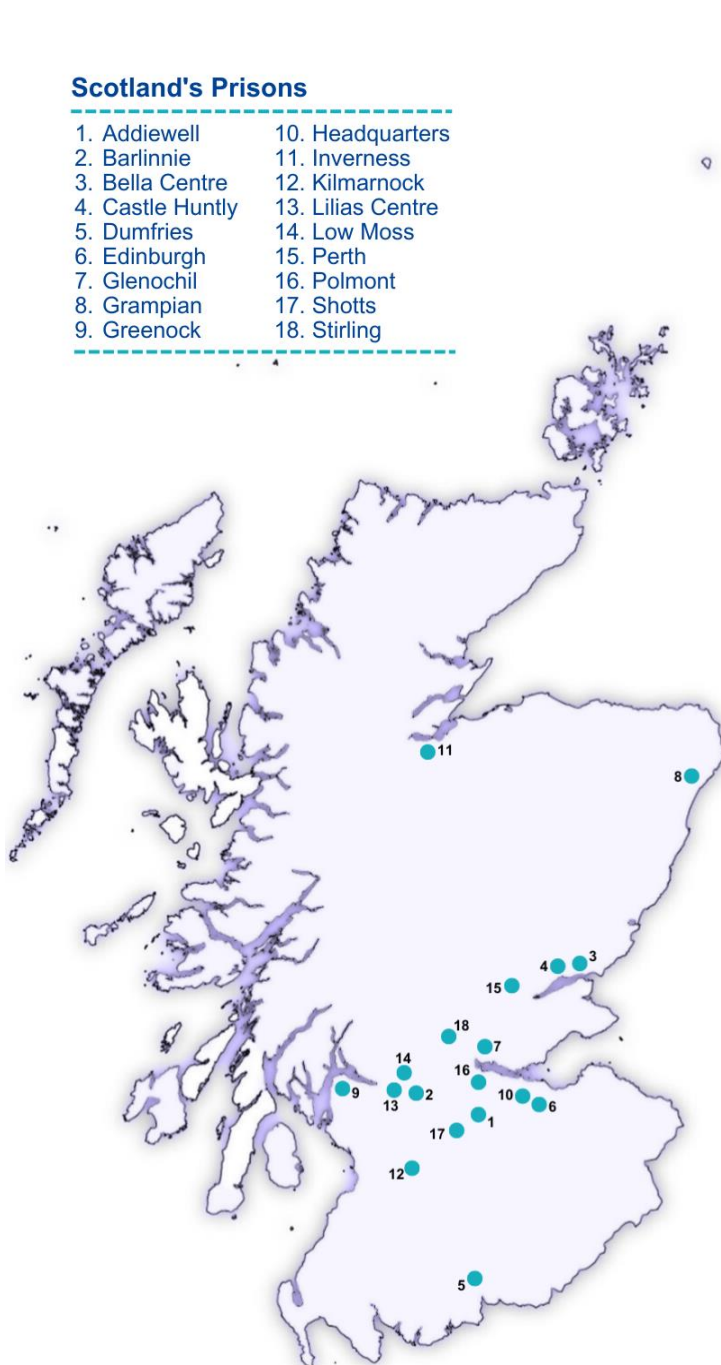 Scotland's Prisons
1. Addiewell
2. Barlinnie
3. Bella Centre
4. Castle Huntly
5. Dumfries
6. Edinburgh
7. Glenochil
8. Grampian
9. Greenock
10. Headquarters
11. Inverness
12. Kilmarnock
13. Lilias Centre
14. Low Moss
15. Perth
16. Polmont
17. Shotts
18. Stirling
11
8
3
4
15
18
7
14
16
9
13
2
10
6
1
17
12
5